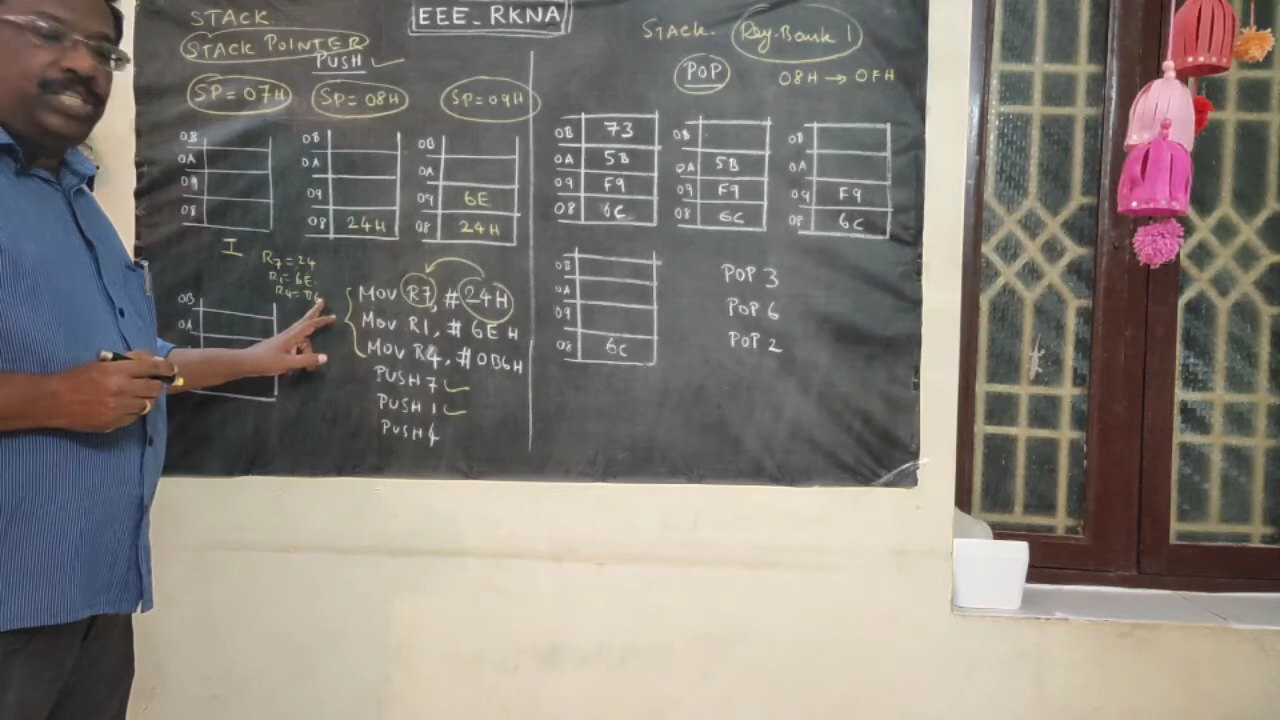 EEE_RKNA
STACK.
STACK POINTER
PUSH
SP = 07H
SP = 08H
SP = 09H
0B
0A
09
08
0B
0A
09
08 24H
0B
0A
09 6E
08 24H
I
R7 = 24
R1 = 6E
0B
0A
MOV R7, # 24H
MOV R1, # 6E H
MOV R4, # 0B6H
PUSH 7
PUSH 1
PUSH 4
STACK. Reg.Bank 1
POP 08H → 0FH
0B 73
0A 5B
09 F9
08 6C
0B
0A 5B
09 F9
08 6C
0B
0A
09 F9
08 6C
0B
0A
09
08 6C
POP 3
POP 6
POP 2